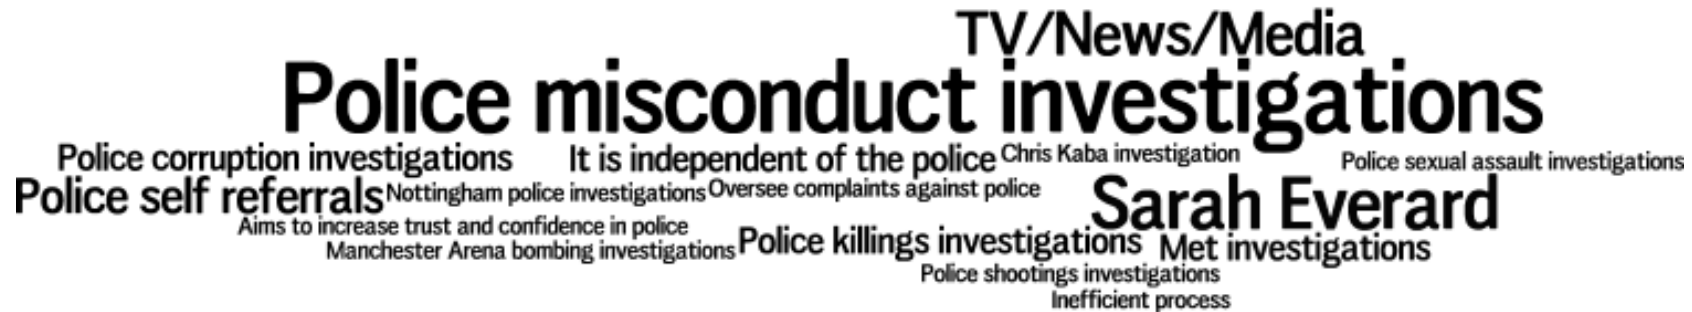 TV/News/Media
Police misconduct investigations
Police corruption investigations
It is independent of the police
Chris Kaba investigation
Police sexual assault investigations
Police self referrals
Nottingham police investigations
Oversee complaints against police
Sarah Everard
Aims to increase trust and confidence in police
Manchester Arena bombing investigations
Police killings investigations
Met investigations
Police shootings investigations
Inefficient process